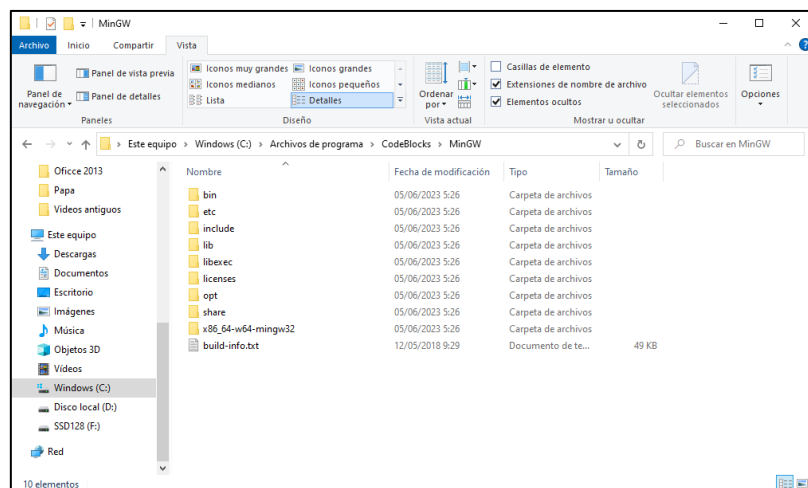 MinGW
Archivo Inicio Compartir Vista
Panel de navegación
Panel de vista previa
Panel de detalles
Paneles
Iconos muy grandes Iconos grandes
Iconos medianos Iconos pequeños
Lista Detalles
Diseño
Ordenar por
Vista actual
Casillas de elemento
Extensiones de nombre de archivo
Elementos ocultos
Ocultar elementos seleccionados
Mostrar u ocultar
Opciones
Este equipo > Windows (C:) > Archivos de programa > CodeBlocks > MinGW
Buscar en MinGW
Oficce 2013
Papa
Videos antiguos
Este equipo
Descargas
Documentos
Escritorio
Imágenes
Música
Objetos 3D
Vídeos
Windows (C:)
Disco local (D:)
SSD128 (F:)
Red
Nombre Fecha de modificación Tipo Tamaño
bin 05/06/2023 5:26 Carpeta de archivos
etc 05/06/2023 5:26 Carpeta de archivos
include 05/06/2023 5:26 Carpeta de archivos
lib 05/06/2023 5:26 Carpeta de archivos
libexec 05/06/2023 5:26 Carpeta de archivos
licenses 05/06/2023 5:26 Carpeta de archivos
opt 05/06/2023 5:26 Carpeta de archivos
share 05/06/2023 5:26 Carpeta de archivos
x86_64-w64-mingw32 05/06/2023 5:26 Carpeta de archivos
build-info.txt 12/05/2018 9:29 Documento de te... 49 KB
10 elementos